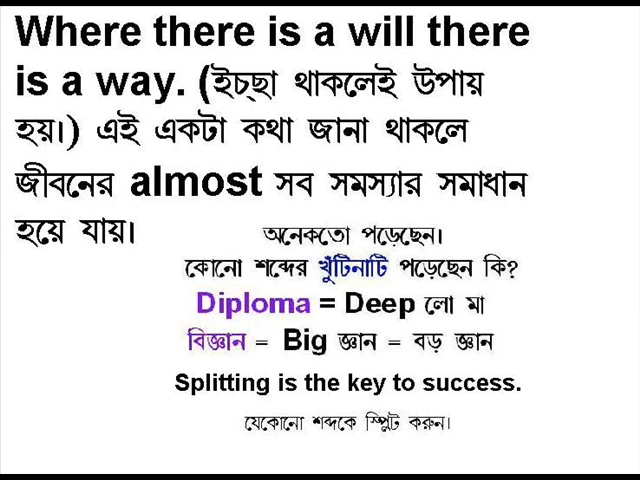 Where there is a will there
is a way. (ইচ্ছা থাকলেই উপায়
হয়।) এই একটা কথা জানা থাকলে
জীবনের almost সব সমস্যার সমাধান
হয়ে যায়।
অনেকতো পড়েছেন।
কোনো শব্দের খুঁটিনাটি পড়েছেন কি?
Diploma = Deep লো মা
বিজ্ঞান = Big জ্ঞান = বড় জ্ঞান
Splitting is the key to success.
যেকোনো শব্দকে স্প্লিট করুন।